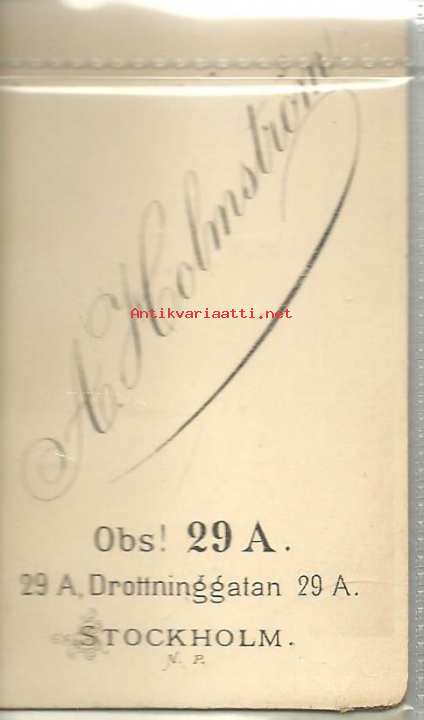 A. Holmström
Antikvariaatti.net
Obs! 29 A.
29 A, Drottninggatan 29 A.
STOCKHOLM.
N. P.